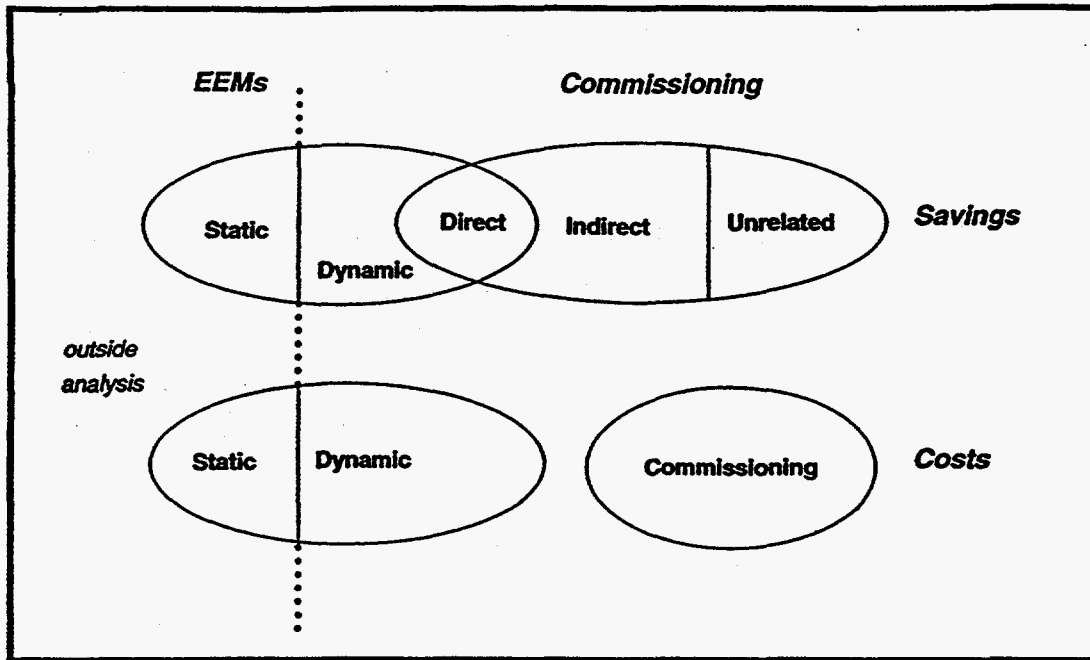 EEMs
Commissioning
Static
Dynamic
Direct
Indirect
Unrelated
Savings
outside
analysis
Static
Dynamic
Commissioning
Costs